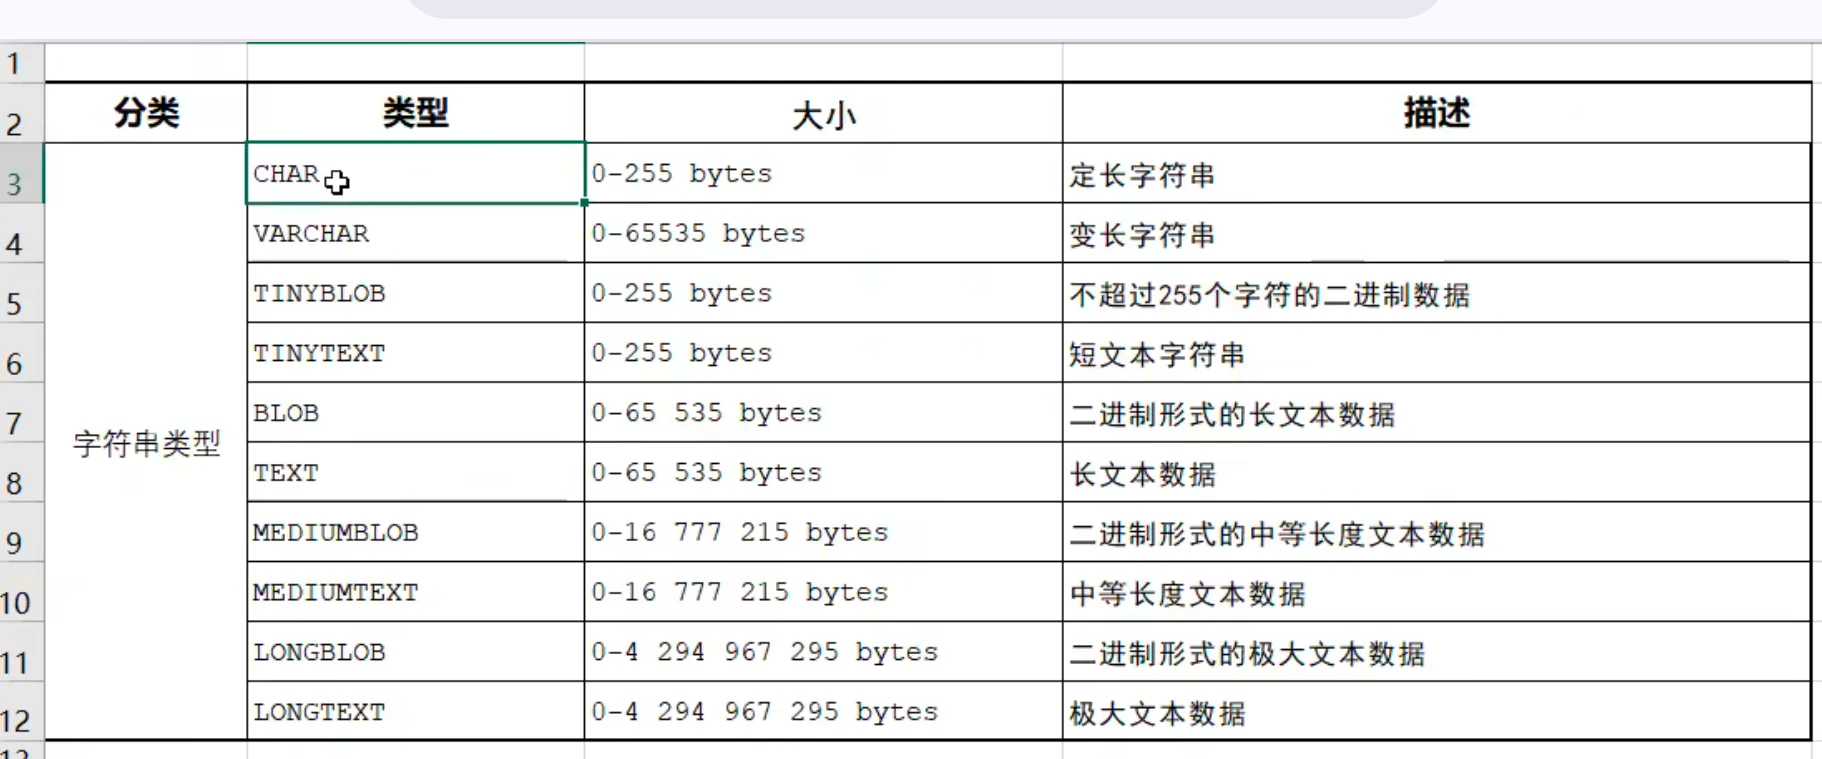 1
2 分类 类型 大小 描述
3 CHAR 0-255 bytes 定长字符串
4 VARCHAR 0-65535 bytes 变长字符串
5 TINYBLOB 0-255 bytes 不超过255个字符的二进制数据
6 TINYTEXT 0-255 bytes 短文本字符串
7 BLOB 0-65 535 bytes 二进制形式的长文本数据
字符串类型
8 TEXT 0-65 535 bytes 长文本数据
9 MEDIUMBLOB 0-16 777 215 bytes 二进制形式的中等长度文本数据
10 MEDIUMTEXT 0-16 777 215 bytes 中等长度文本数据
11 LONGBLOB 0-4 294 967 295 bytes 二进制形式的极大文本数据
12 LONGTEXT 0-4 294 967 295 bytes 极大文本数据